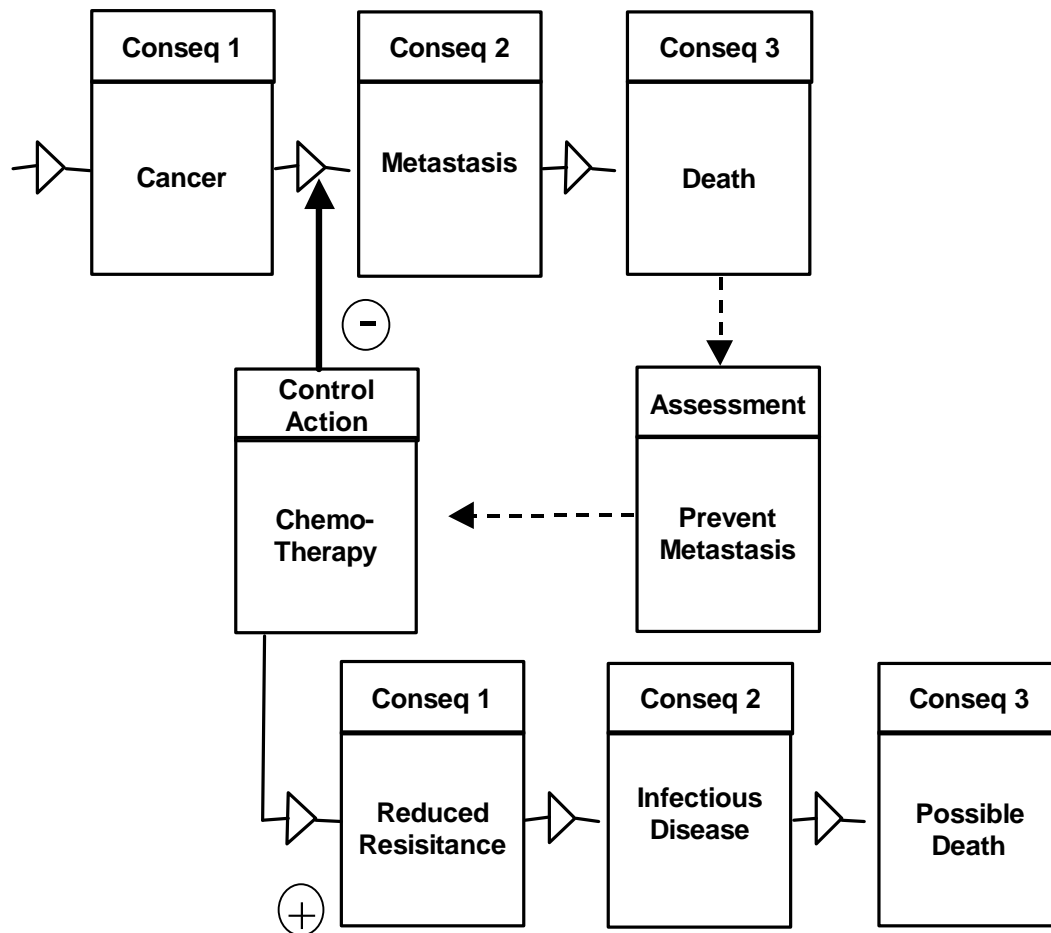 Conseq 1
Conseq 2
Conseq 3
Cancer
Metastasis
Death
-
Control
Action
Assessment
Chemo-
Therapy
Prevent
Metastasis
Conseq 1
Conseq 2
Conseq 3
Reduced
Resisitance
Infectious
Disease
Possible
Death
+